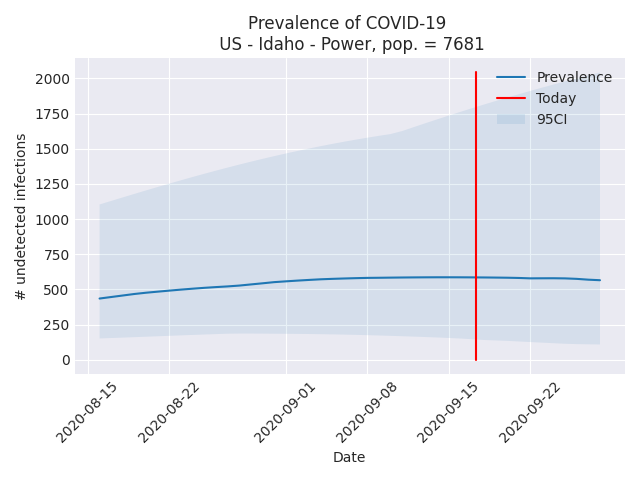 Prevalence of COVID-19
US - Idaho - Power, pop. = 7681
# undetected infections
2000
1750
1500
1250
1000
750
500
250
0
Prevalence
Today
95CI
2020-08-15
2020-08-22
2020-09-01
2020-09-08
2020-09-15
2020-09-22
Date